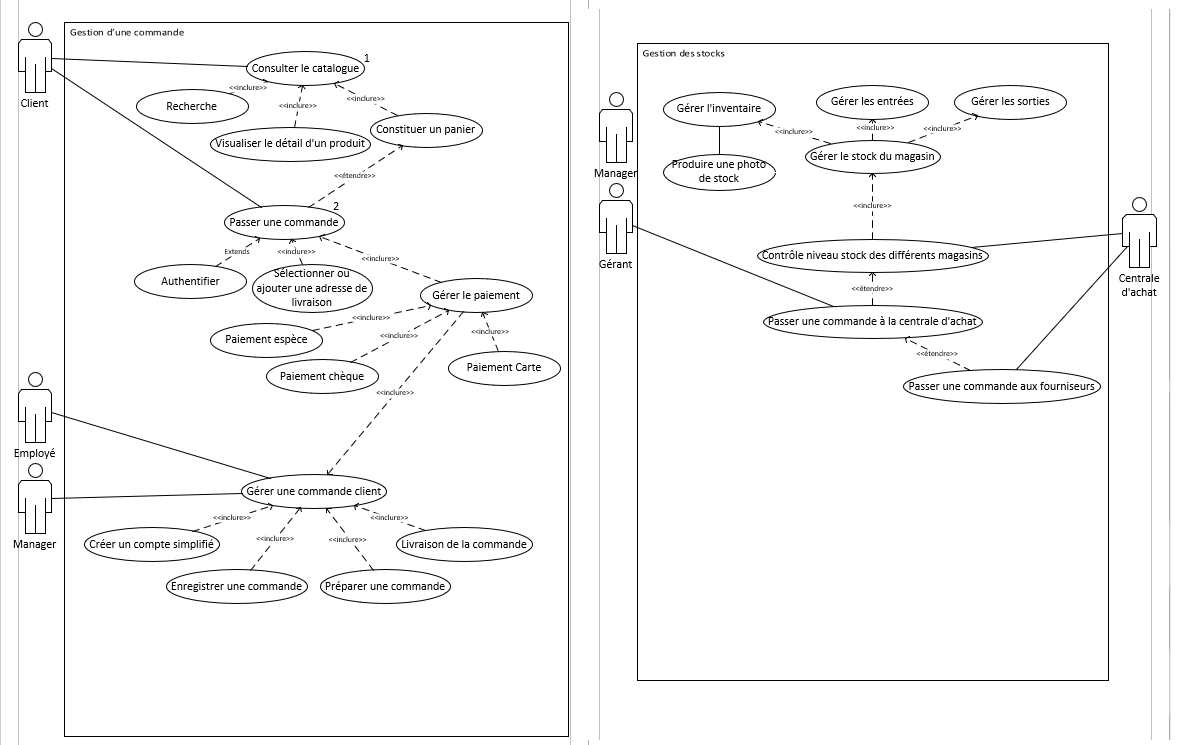 Gestion d'une commande
Client
Consulter le catalogue
1
<<inclure>>
Recherche
<<inclure>>
<<inclure>>
Visualiser le détail d'un produit
Constituer un panier
<<étendre>>
2
Passer une commande
Extends
<<inclure>>
<<inclure>>
Authentifier
Sélectionner ou
ajouter une adresse de
livraison
Gérer le paiement
<<inclure>>
<<inclure>>
<<inclure>>
Paiement espèce
Paiement chèque
Paiement Carte
<<inclure>>
Employé
Manager
Gérer une commande client
<<inclure>>
<<inclure>>
<<inclure>>
<<inclure>>
Créer un compte simplifié
Livraison de la commande
Enregistrer une commande
Préparer une commande
Gestion des stocks
Manager
Gérant
Gérer l'inventaire
Gérer les entrées
Gérer les sorties
<<inclure>>
<<inclure>>
<<inclure>>
Gérer le stock du magasin
Produire une photo
de stock
<<inclure>>
Contrôle niveau stock des différents magasins
<<étendre>>
Passer une commande à la centrale d'achat
<<étendre>>
Passer une commande aux fourniseurs
Centrale
d'achat